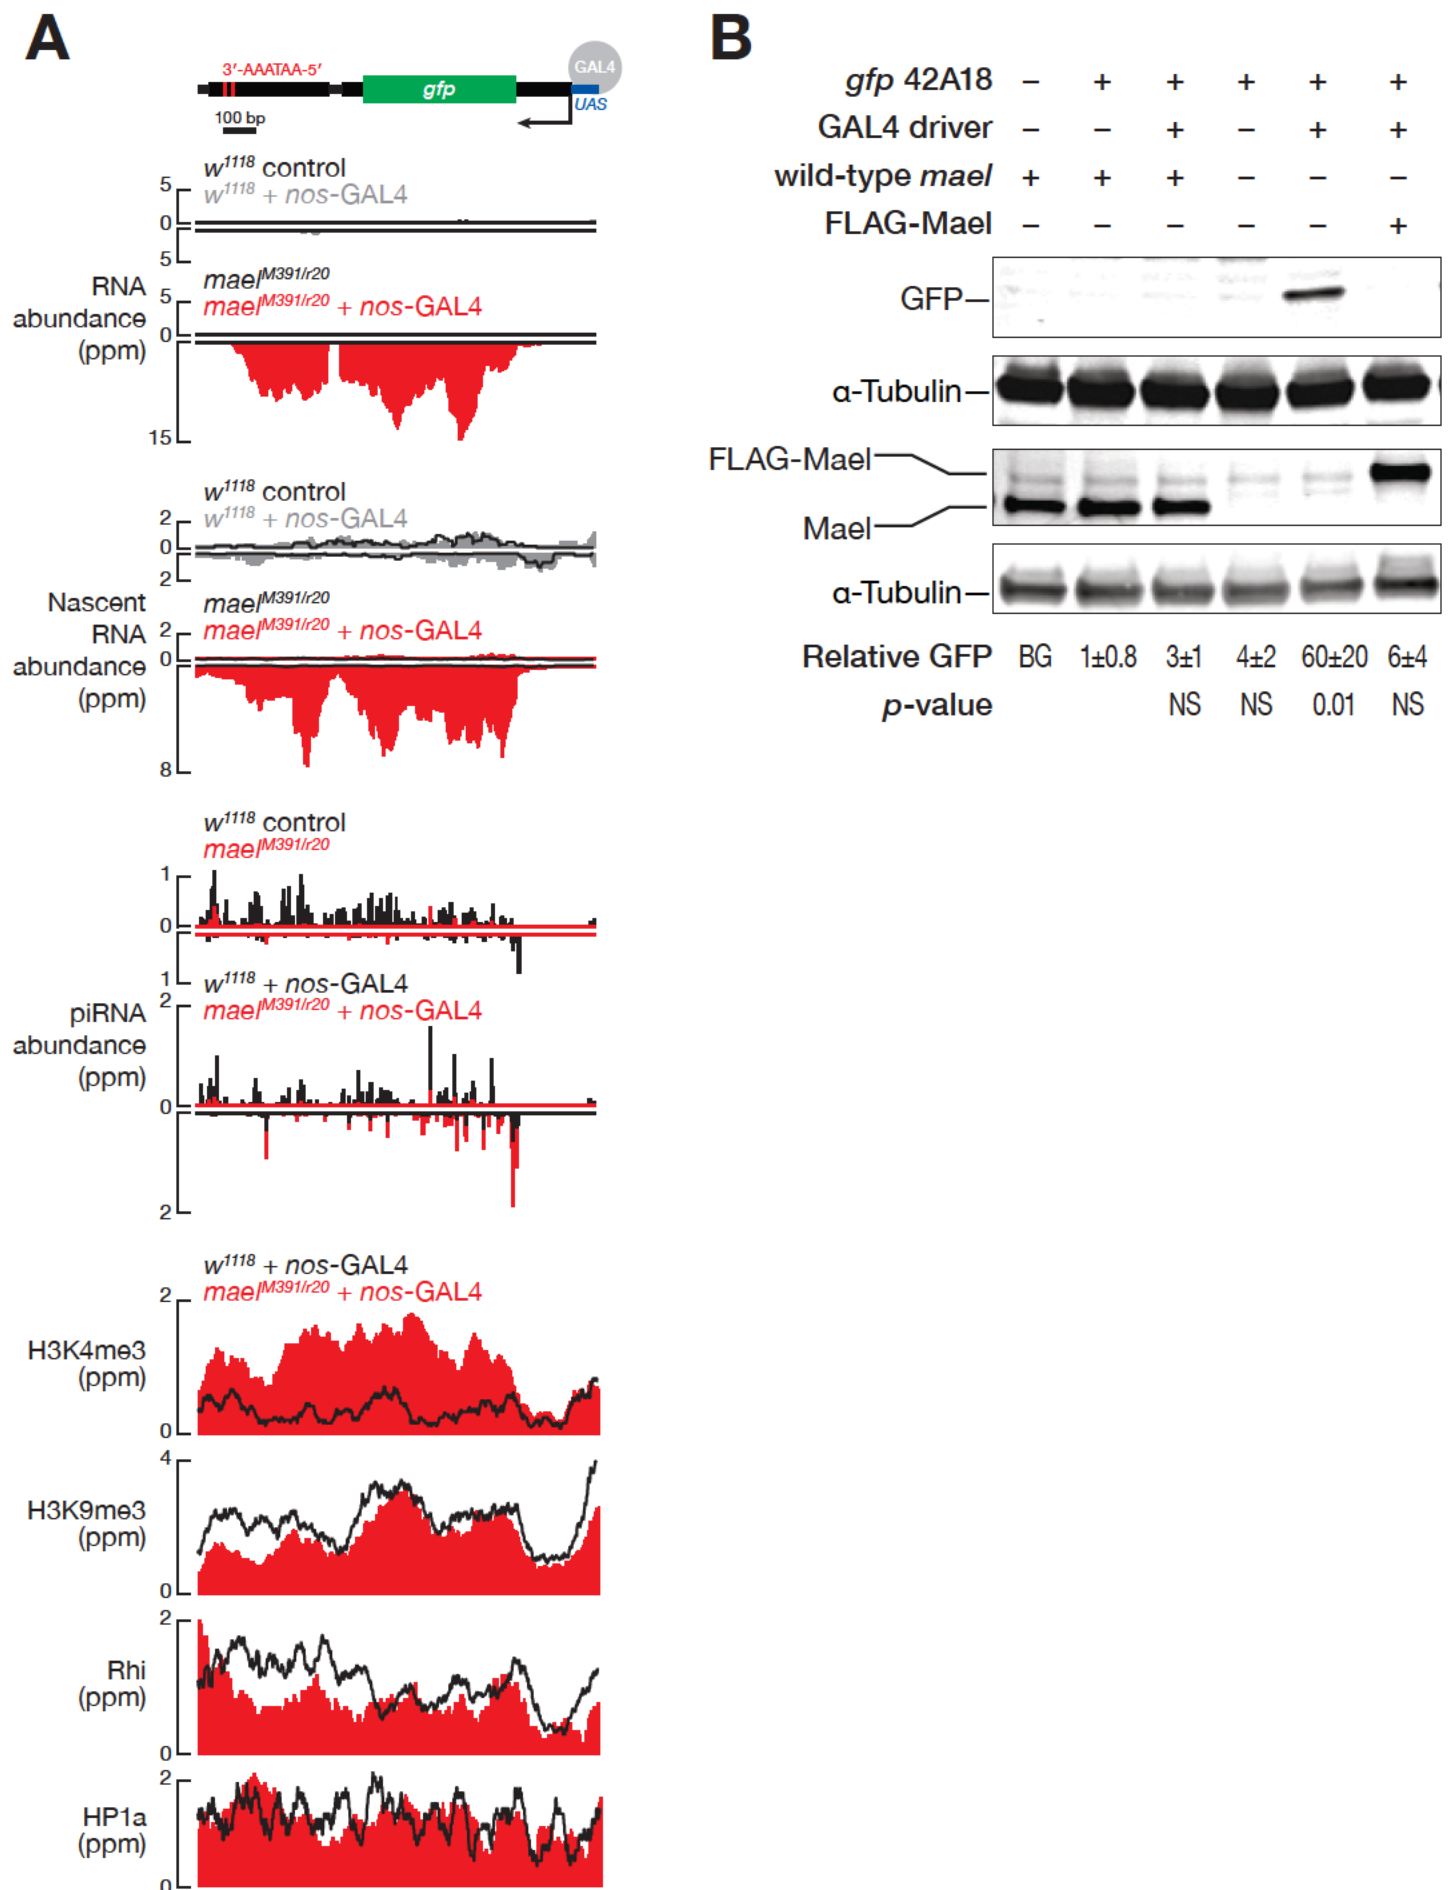 A
3′-AAATAA-5′
GAL4
gfp
UAS
100 bp
w1118 control
w1118 + nos-GAL4
5
0
5
RNA abundance (ppm)
maelM391/r20
maelM391/r20 + nos-GAL4
5
0
15
w1118 control
w1118 + nos-GAL4
2
0
2
Nascent RNA abundance (ppm)
maelM391/r20
maelM391/r20 + nos-GAL4
2
0
8
w1118 control
maelM391/r20
1
0
1
piRNA abundance (ppm)
w1118 + nos-GAL4
maelM391/r20 + nos-GAL4
2
0
2
w1118 + nos-GAL4
maelM391/r20 + nos-GAL4
H3K4me3 (ppm)
2
0
H3K9me3 (ppm)
4
0
Rhi (ppm)
2
0
HP1a (ppm)
2
0
B
gfp 42A18 – + + + + +
GAL4 driver – – + – + +
wild-type mael + + + – – –
FLAG-Mael – – – – – +
GFP
α-Tubulin
FLAG-Mael
Mael
α-Tubulin
Relative GFP BG 1±0.8 3±1 4±2 60±20 6±4
p-value NS NS 0.01 NS